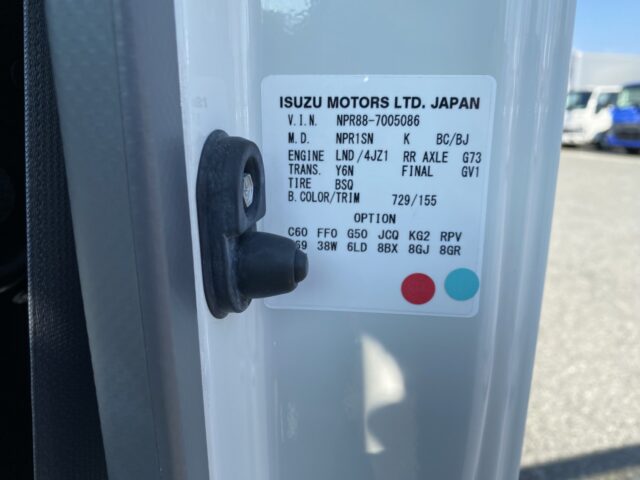 ISUZU MOTORS LTD. JAPAN
V.I.N. NPR88-7005086
M.D. NPR1SN K BC/BJ
ENGINE LND/4JZ1 RR AXLE G73
TRANS. Y6N FINAL GV1
TIRE BSQ
B.COLOR/TRIM 729/155
OPTION
C60 FF0 G50 JCQ KG2 RPV
38W 6LD 8BX 8GJ 8GR